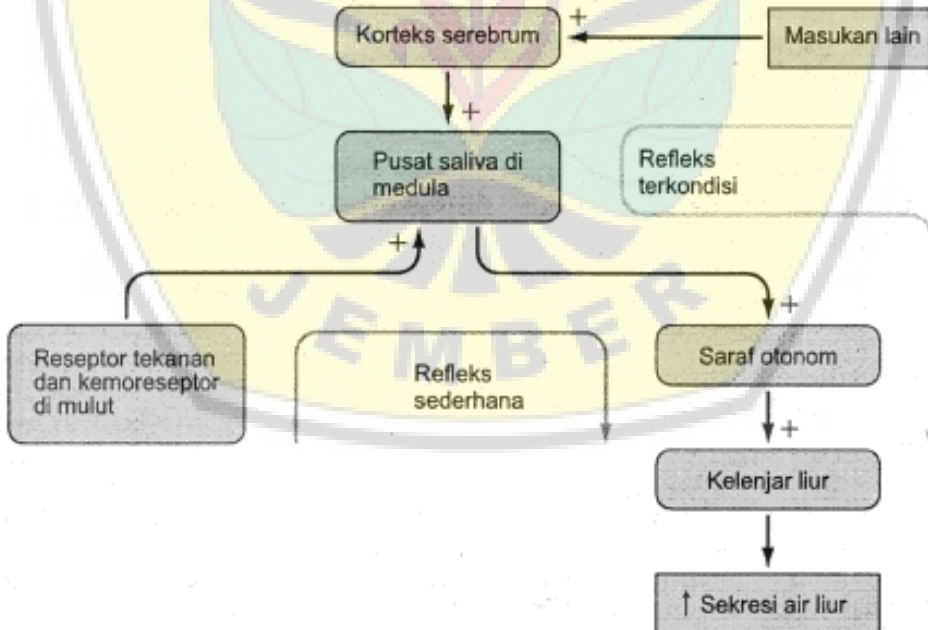 Korteks serebrum
+
Masukan lain
+
Pusat saliva di
medula
Refleks
terkondisi
+
JEMBER
+
Reseptor tekanan
dan kemoreseptor
di mulut
Refleks
sederhana
Saraf otonom
+
Kelenjar liur
↑ Sekresi air liur